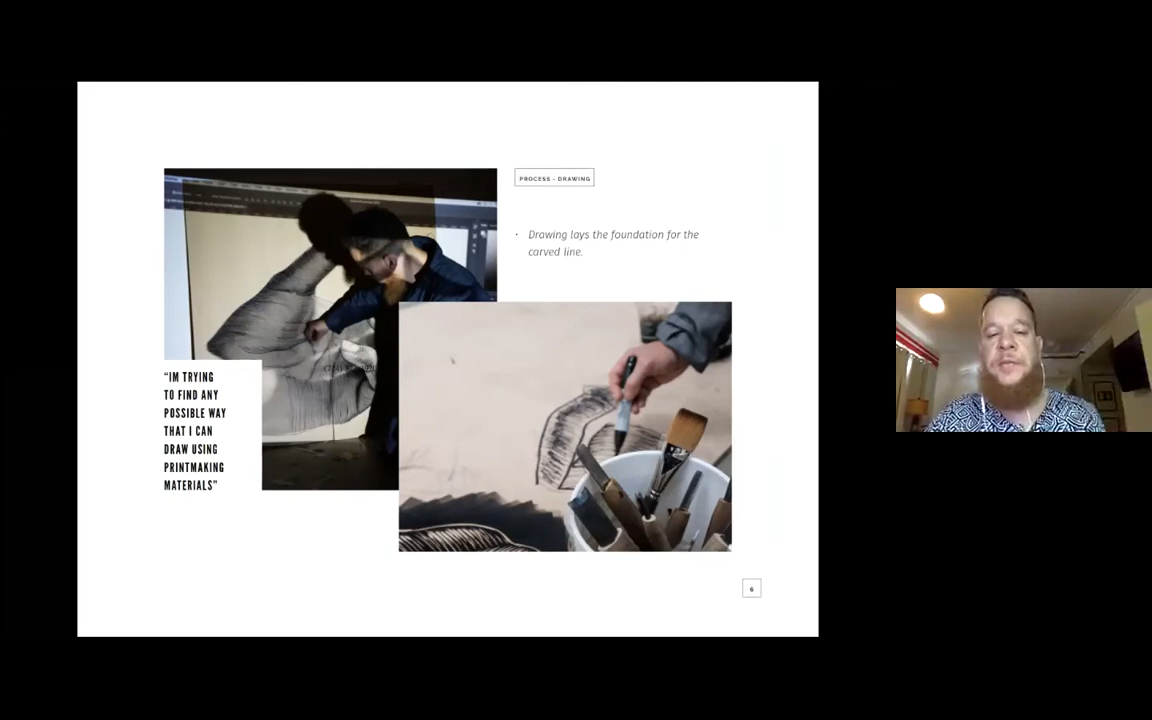 PROCESS - DRAWING
• Drawing lays the foundation for the
carved line.
“IM TRYING
TO FIND ANY
POSSIBLE WAY
THAT I CAN
DRAW USING
PRINTMAKING
MATERIALS”
6